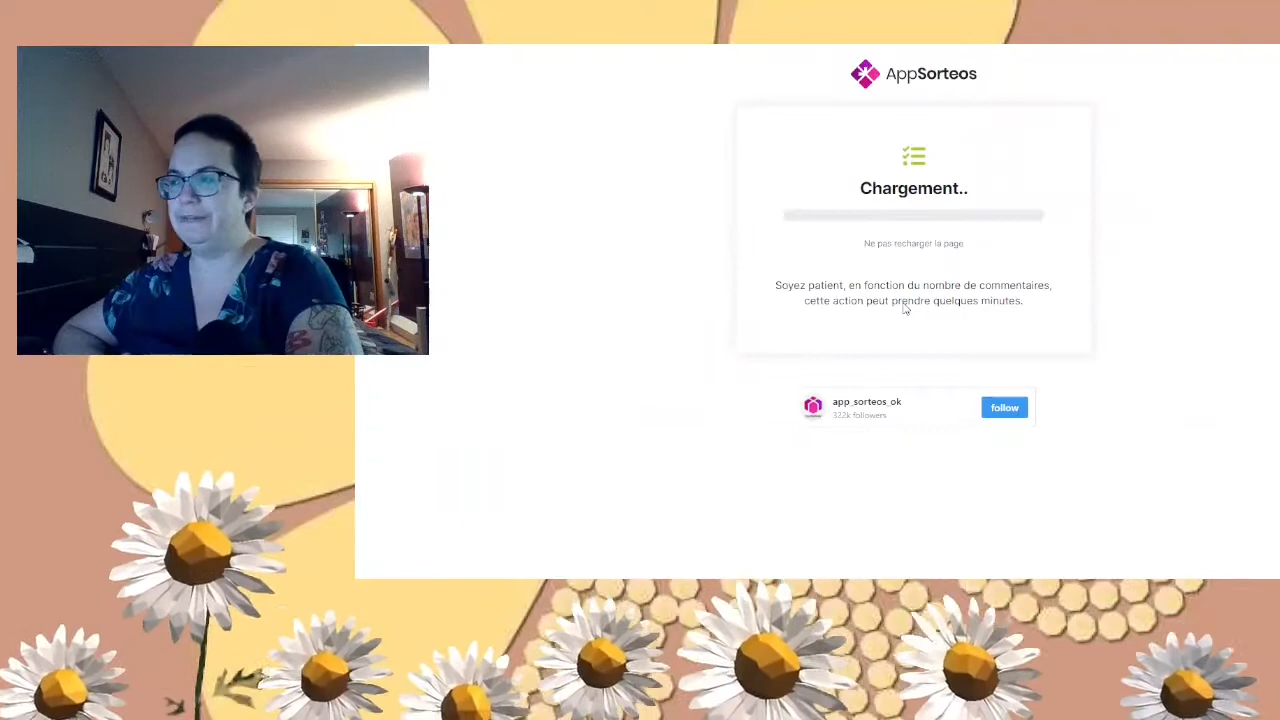 AppSorteos
Chargement..
Ne pas recharger la page
Soyez patient, en fonction du nombre de commentaires,
cette action peut prendre quelques minutes.
app_sorteos_ok
322k followers
follow